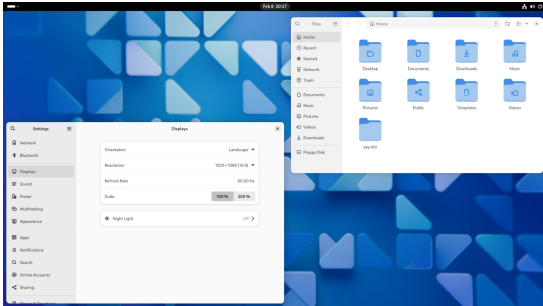 Feb 8 20:57
Files
Home
Home
Recent
Starred
Network
Trash
Documents
Music
Pictures
Videos
Downloads
Floppy Disk
Desktop
Documents
Downloads
Music
Pictures
Public
Templates
Videos
yay-bin
Settings
Displays
Network
Bluetooth
Displays
Sound
Power
Multitasking
Appearance
Apps
Notifications
Search
Online Accounts
Sharing
Orientation
Landscape
Resolution
1920 × 1080 (16:9)
Refresh Rate
60.00 Hz
Scale
100%
200%
Night Light
Off